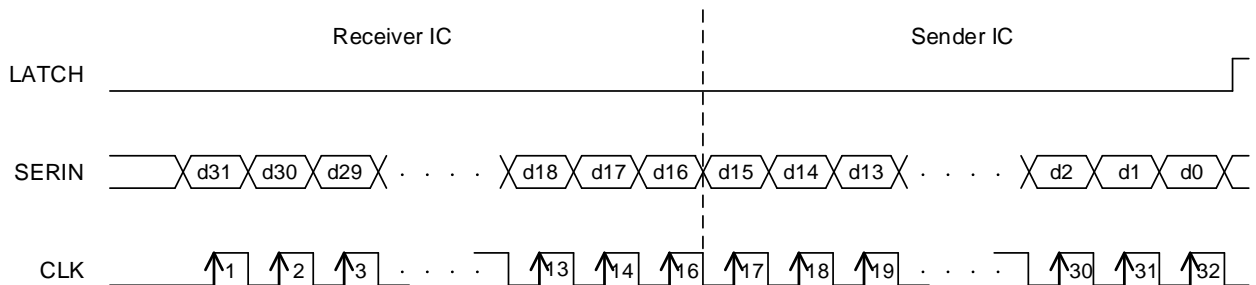 Receiver IC Sender IC
LATCH
SERIN d31 d30 d29 . . . . d18 d17 d16 d15 d14 d13 . . . . d2 d1 d0
CLK 1 2 3 . . . . 13 14 16 17 18 19 . . . . 30 31 32